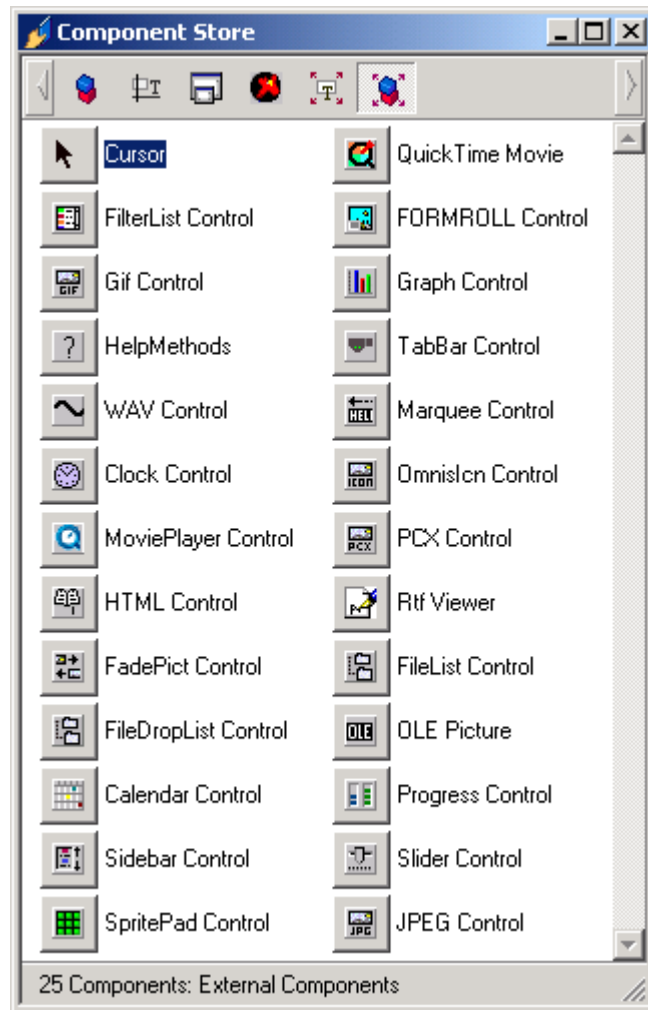 Component Store
Cursor QuickTime Movie
FilterList Control FORMROLL Control
Gif Control Graph Control
HelpMethods TabBar Control
WAV Control Marquee Control
Clock Control OmnisIcn Control
MoviePlayer Control PCX Control
HTML Control Rtf Viewer
FadePict Control FileList Control
FileDropList Control OLE Picture
Calendar Control Progress Control
Sidebar Control Slider Control
SpritePad Control JPEG Control
25 Components: External Components